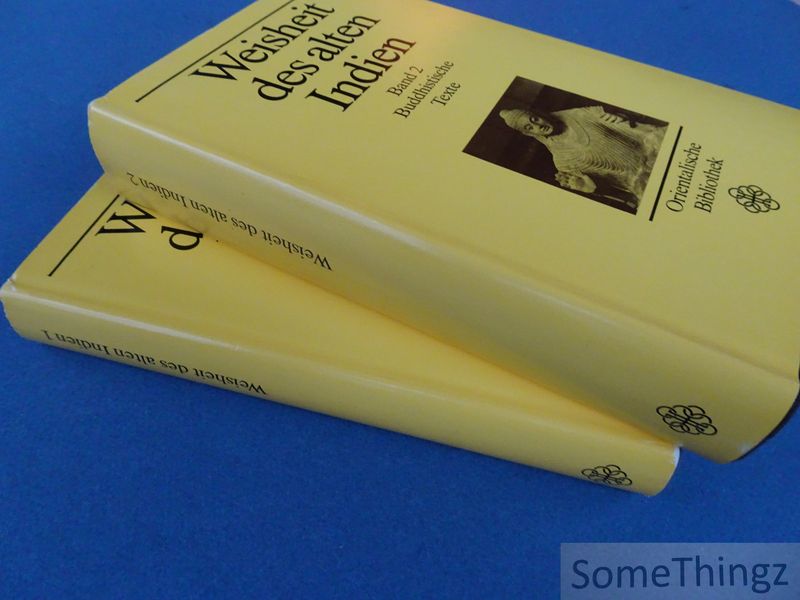 Weisheit
des alten
Indien
Band 2
Buddhistische
Texte
Orientalische
Bibliothek
Weisheit des alten Indien 2
W
d
Weisheit des alten Indien 1
SomeThingz